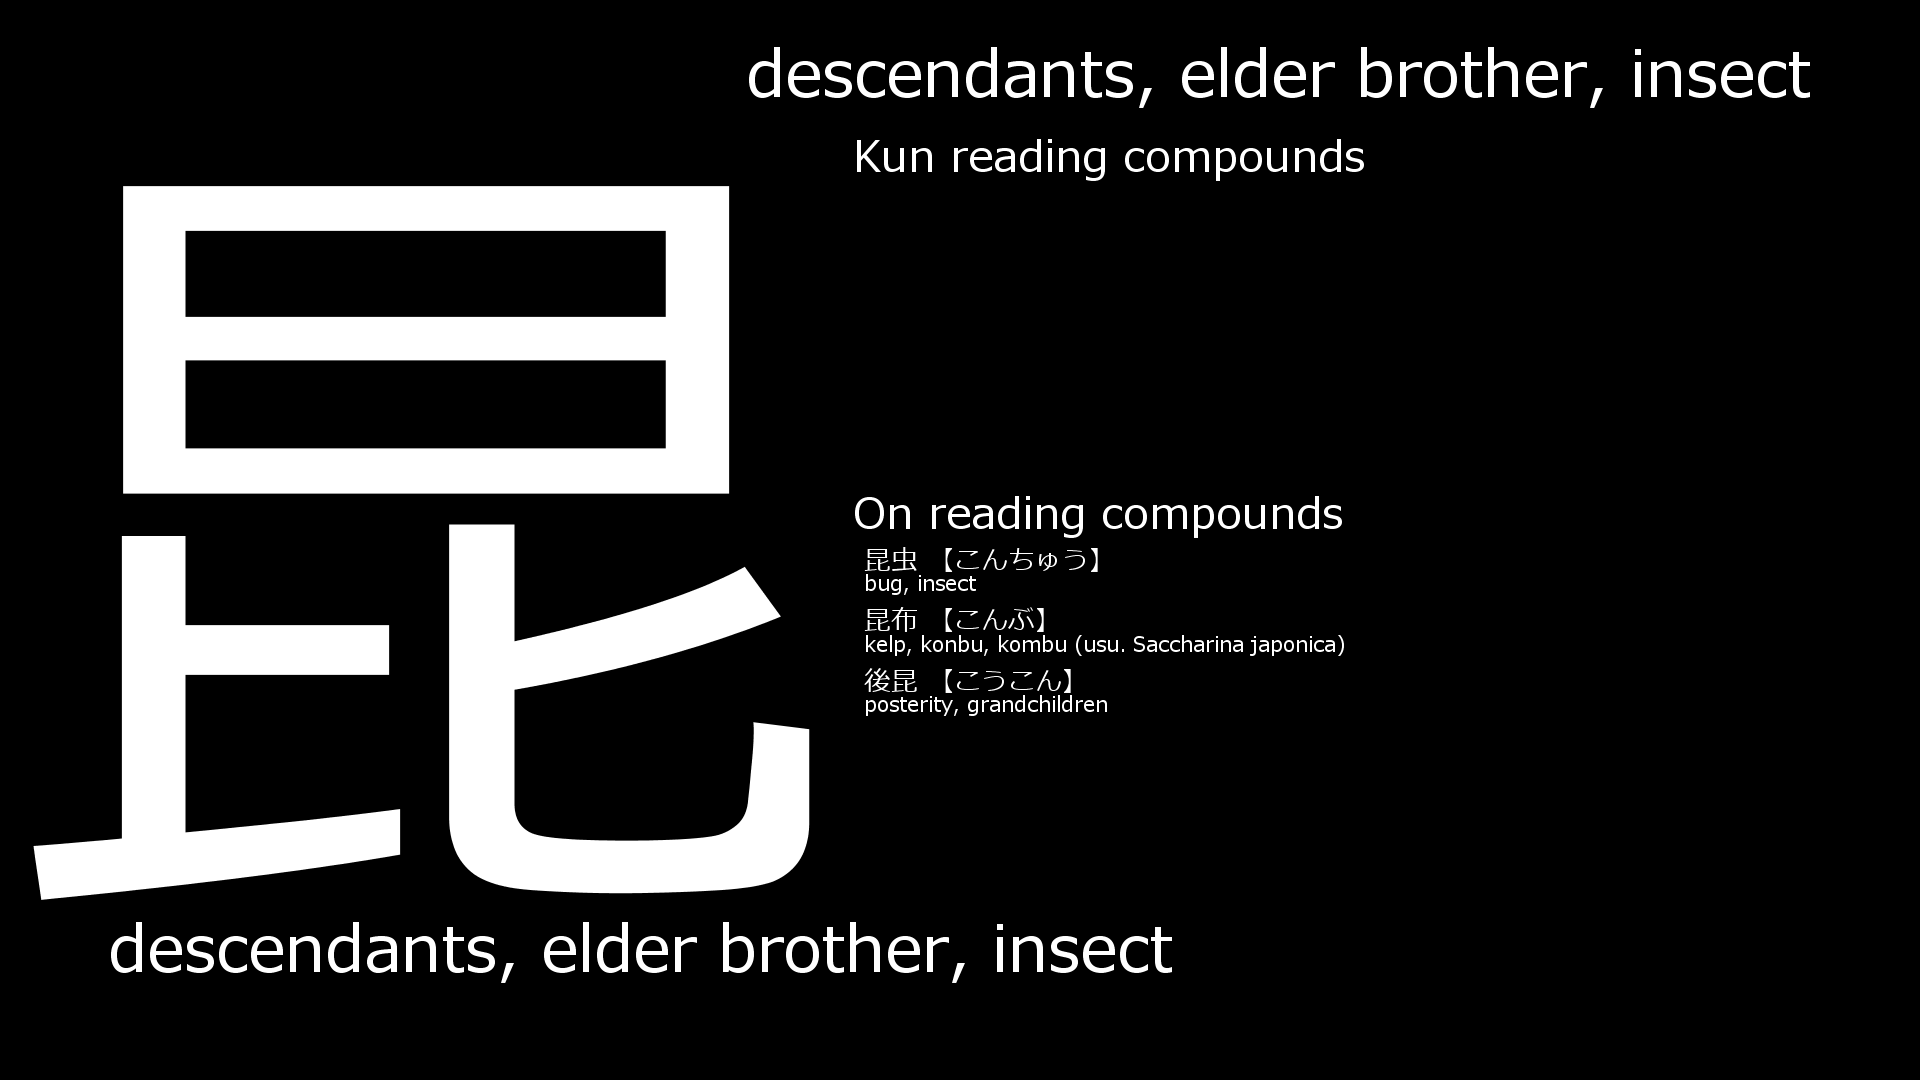 descendants, elder brother, insect
Kun reading compounds
昆
On reading compounds
昆虫 【こんちゅう】
bug, insect
昆布 【こんぶ】
kelp, konbu, kombu (usu. Saccharina japonica)
後昆 【こうこん】
posterity, grandchildren
descendants, elder brother, insect